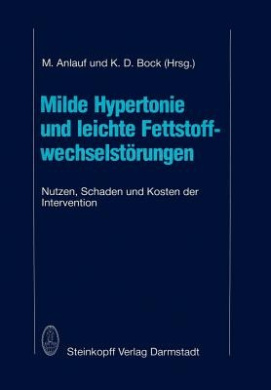 M. Anlauf und K. D. Bock (Hrsg.)
Milde Hypertonie
und leichte Fettstoff-
wechselstörungen
Nutzen, Schaden und Kosten der
Intervention
Steinkopff Verlag Darmstadt